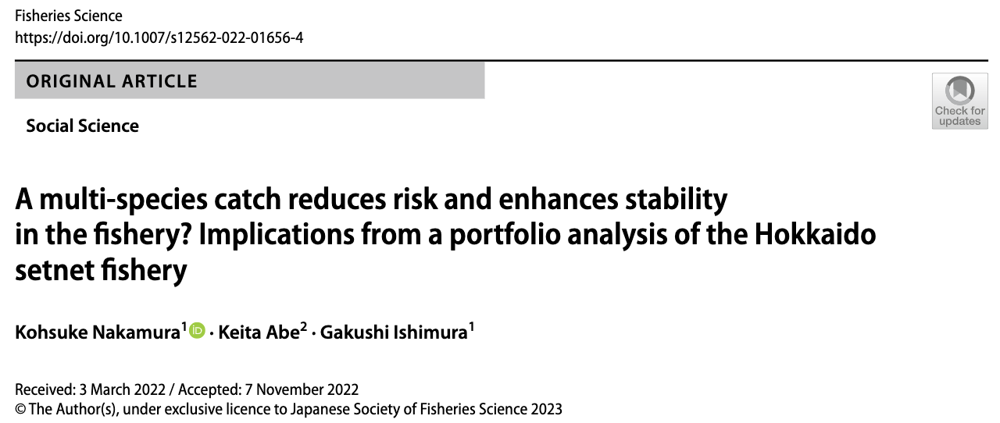 Fisheries Science
https://doi.org/10.1007/s12562-022-01656-4
ORIGINAL ARTICLE
Check for
updates
Social Science
A multi-species catch reduces risk and enhances stability
in the fishery? Implications from a portfolio analysis of the Hokkaido
setnet fishery
Kohsuke Nakamura1 iD · Keita Abe2 · Gakushi Ishimura1
Received: 3 March 2022 / Accepted: 7 November 2022
© The Author(s), under exclusive licence to Japanese Society of Fisheries Science 2023